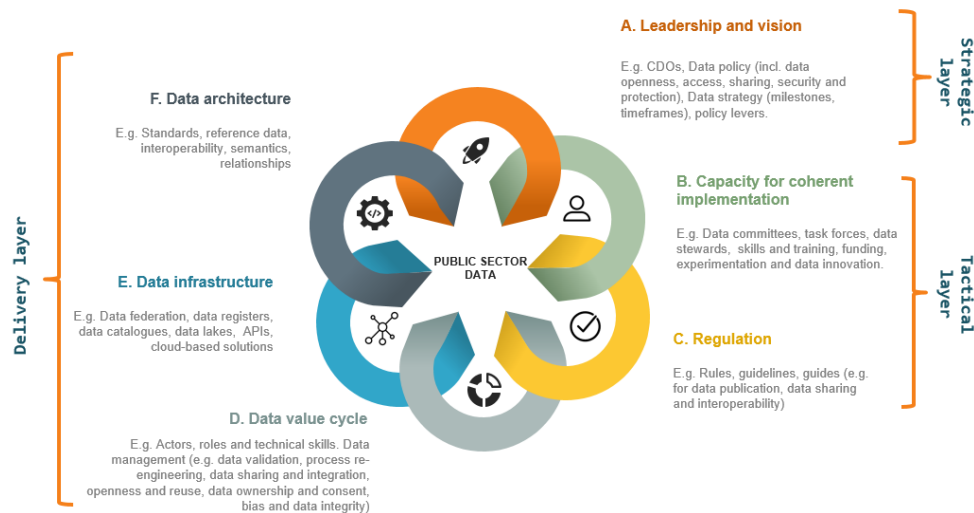 A. Leadership and vision
E.g. CDOs, Data policy (incl. data
openness, access, sharing, security and
protection), Data strategy (milestones,
timeframes), policy levers.
Strategic
layer
B. Capacity for coherent
implementation
E.g. Data committees, task forces, data
stewards, skills and training, funding,
experimentation and data innovation.
C. Regulation
E.g. Rules, guidelines, guides (e.g.
for data publication, data sharing
and interoperability)
Tactical
layer
D. Data value cycle
E.g. Actors, roles and technical skills. Data
management (e.g. data validation, process re-
engineering, data sharing and integration,
openness and reuse, data ownership and consent,
bias and data integrity)
E. Data infrastructure
E.g. Data federation, data registers,
data catalogues, data lakes, APIs,
cloud-based solutions
F. Data architecture
E.g. Standards, reference data,
interoperability, semantics,
relationships
Delivery layer
PUBLIC SECTOR
DATA